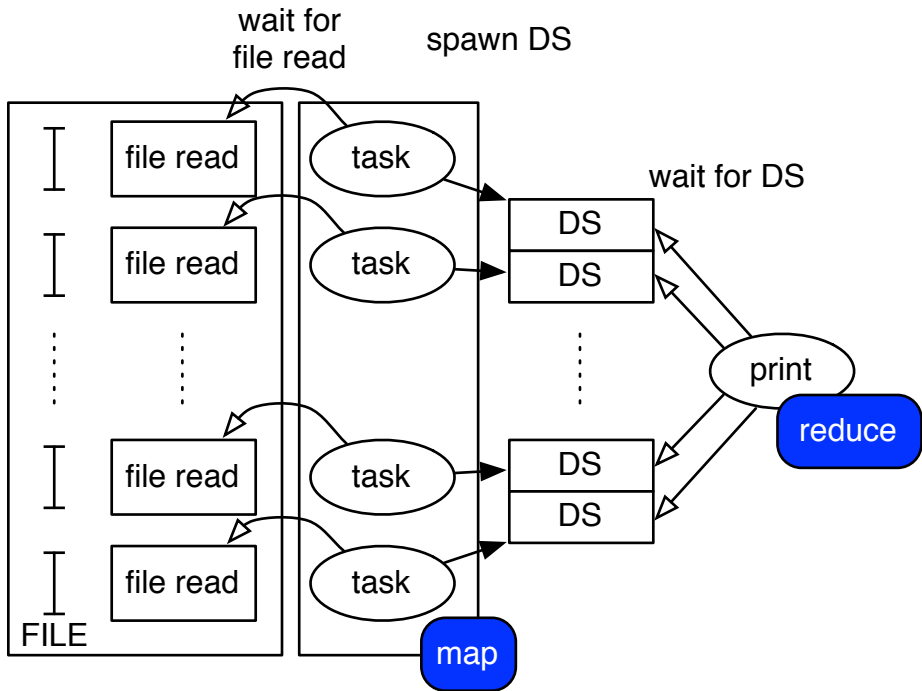 wait for
file read
spawn DS
file read
task
wait for DS
DS
file read
task
DS
print
reduce
file read
task
DS
DS
file read
task
FILE
map